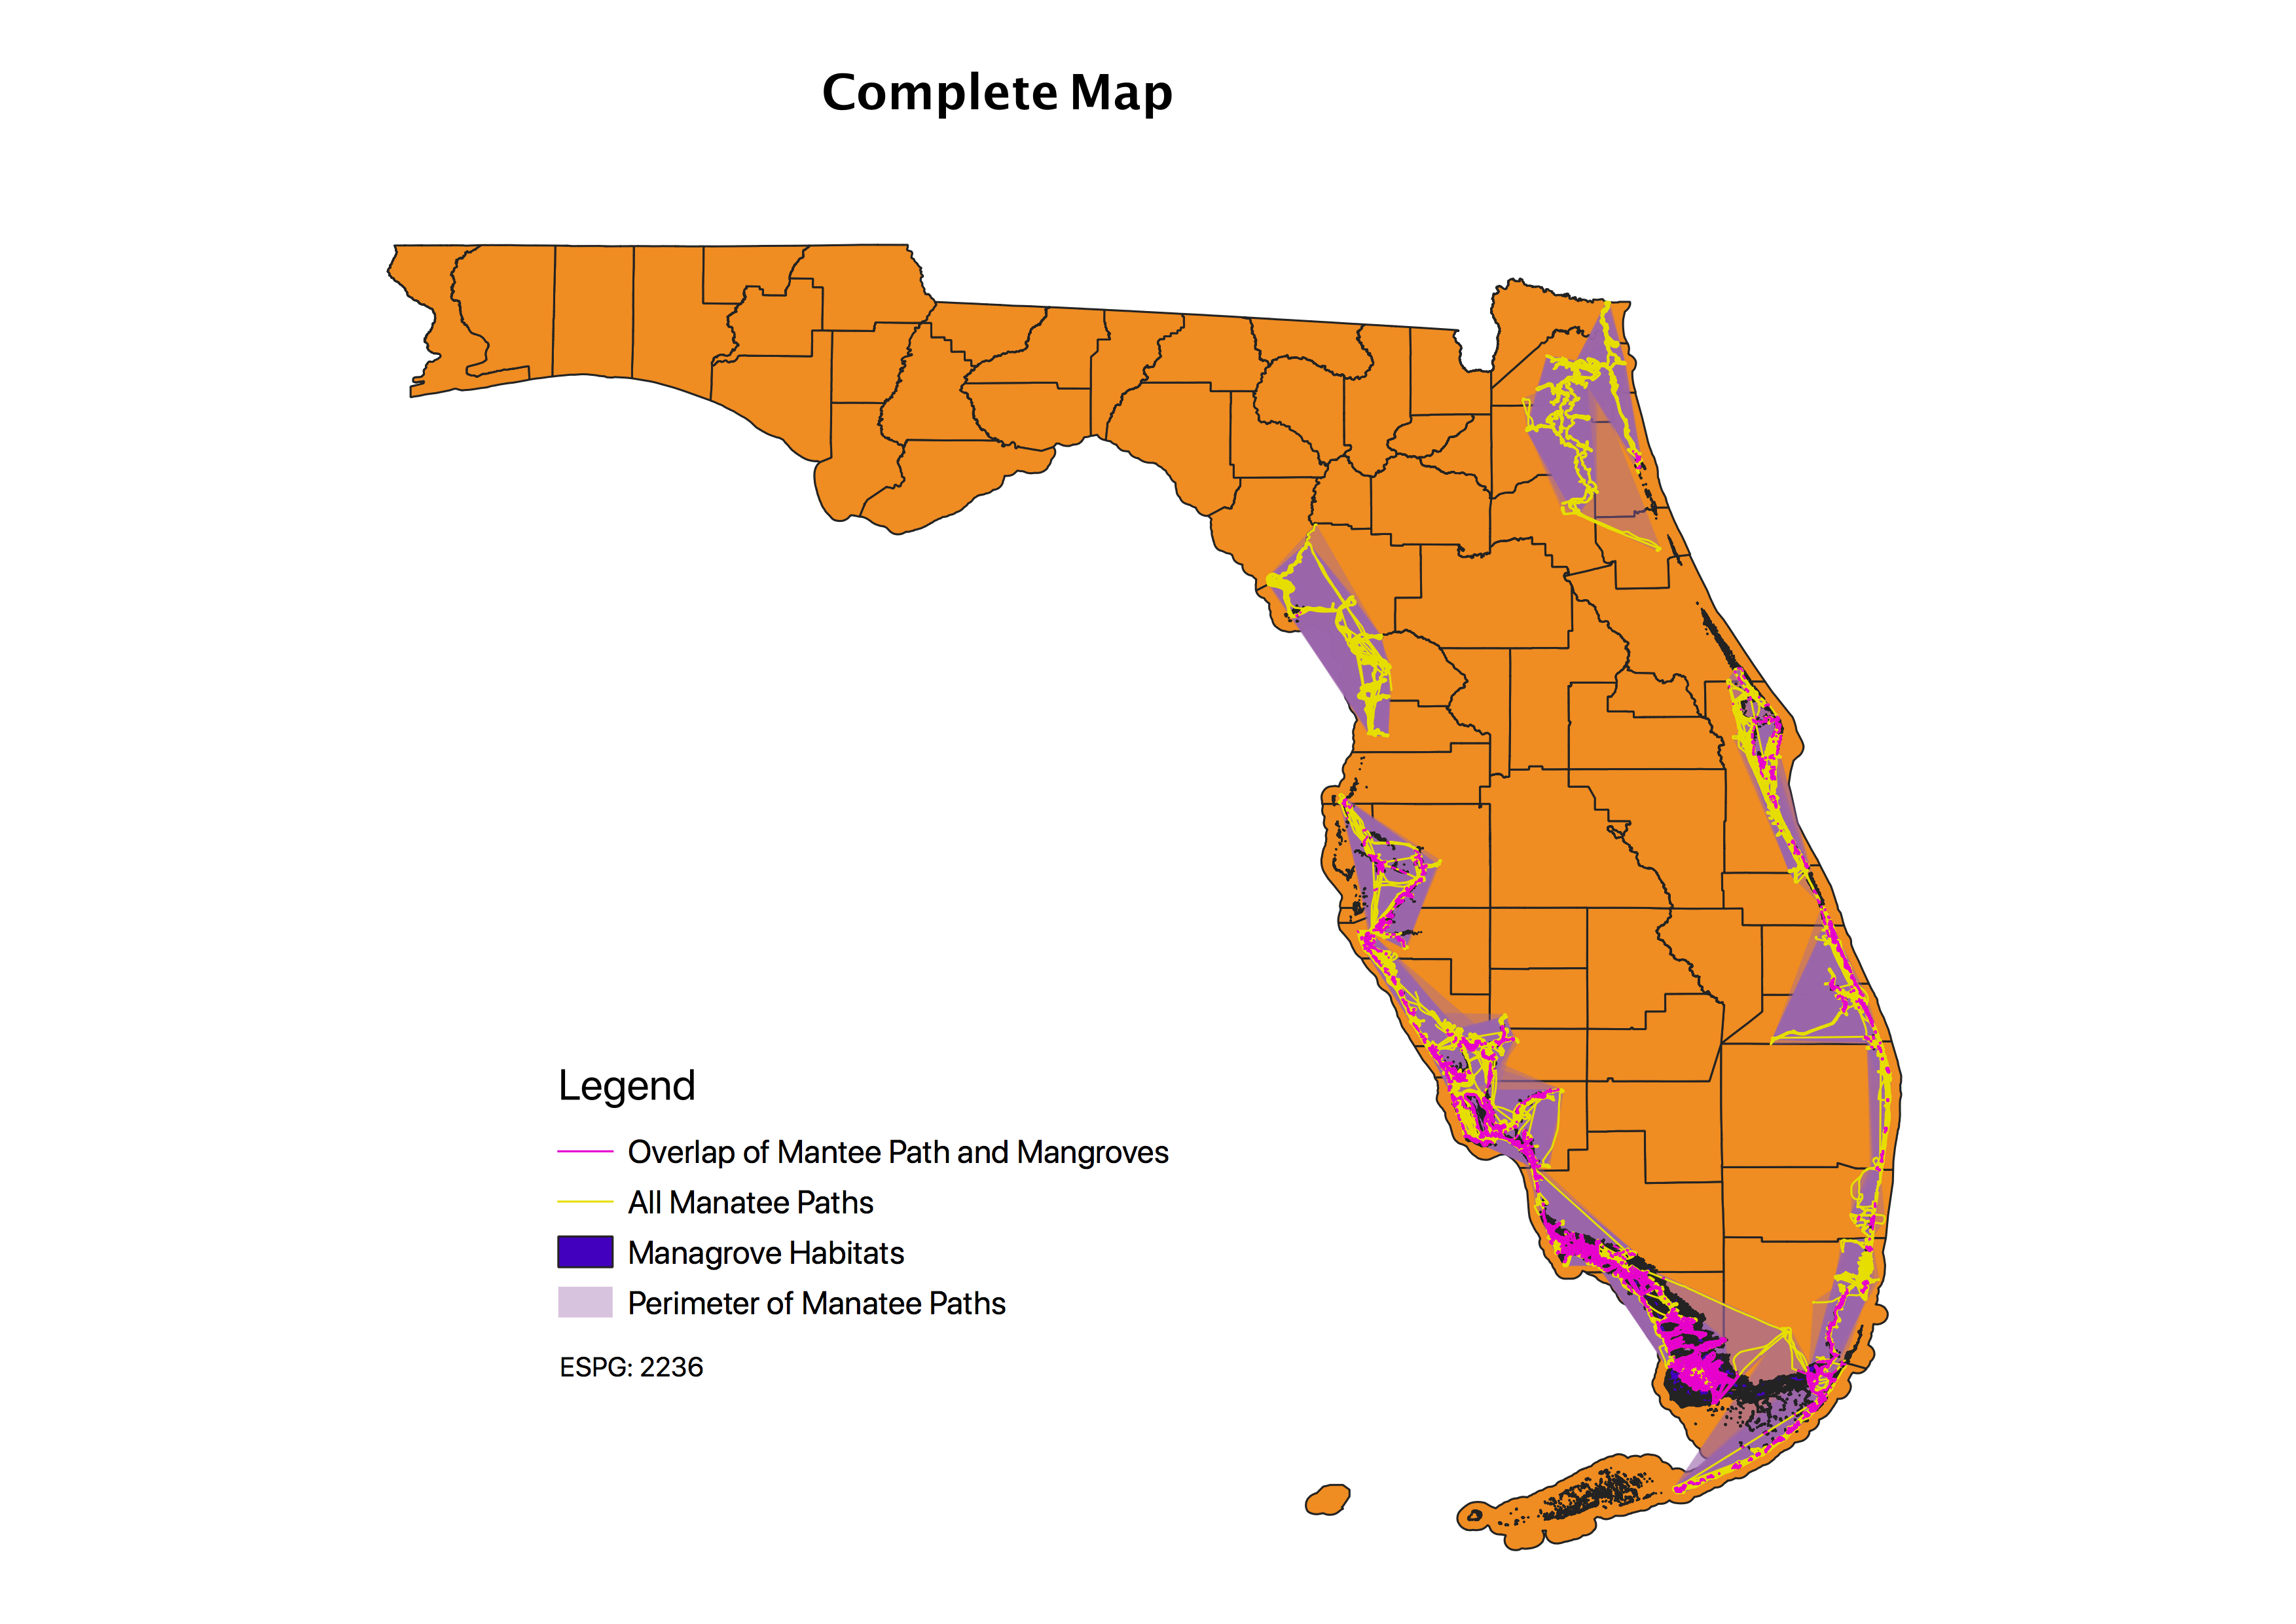 Complete Map
Legend
Overlap of Mantee Path and Mangroves
All Manatee Paths
Managrove Habitats
Perimeter of Manatee Paths
ESPG: 2236